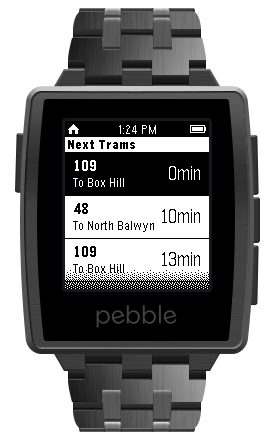 1:24 PM
Next Trams
109
0min
To Box Hill
48
10min
To North Balwyn
109
13min
To Box Hill
pebble